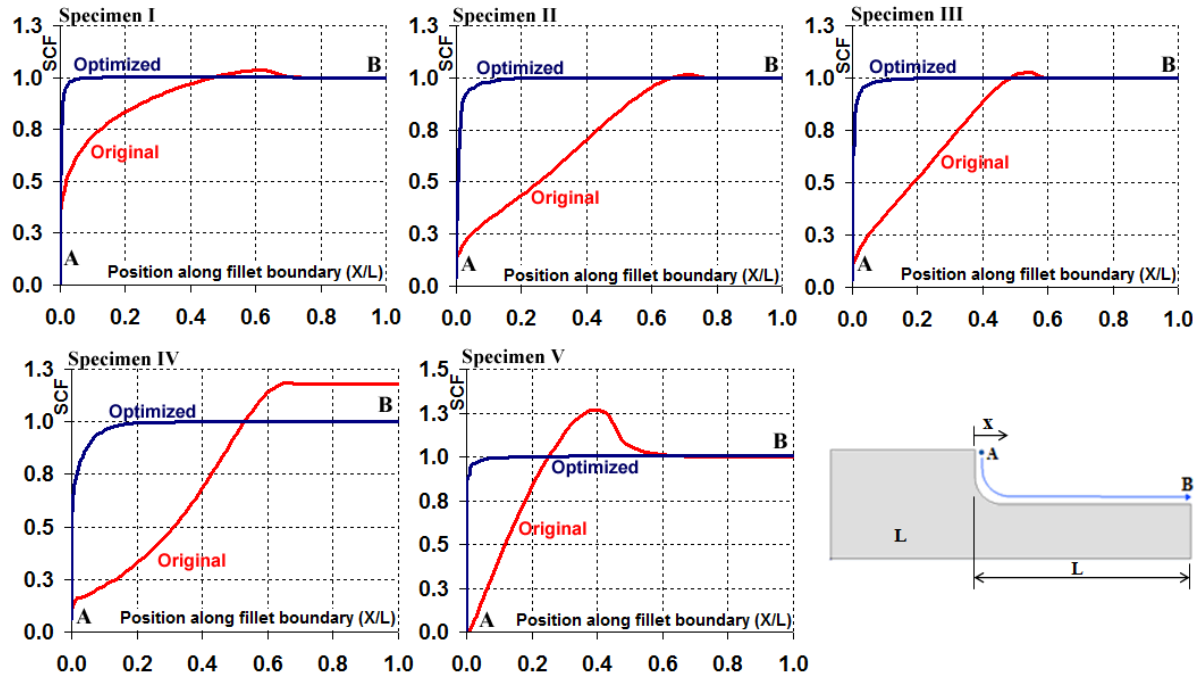 Specimen I
SCF
1.3
1.0
0.8
0.5
0.3
0.0
Optimized
B
Original
A
Position along fillet boundary (X/L)
0.0 0.2 0.4 0.6 0.8 1.0
Specimen II
SCF
1.3
1.0
0.8
0.5
0.3
0.0
Optimized
B
Original
A
Position along fillet boundary (X/L)
0.0 0.2 0.4 0.6 0.8 1.0
Specimen III
SCF
1.3
1.0
0.8
0.5
0.3
0.0
Optimized
B
Original
A
Position along fillet boundary (X/L)
0.0 0.2 0.4 0.6 0.8 1.0
Specimen IV
SCF
1.3
1.0
0.8
0.5
0.3
0.0
Optimized
B
Original
A
Position along fillet boundary (X/L)
0.0 0.2 0.4 0.6 0.8 1.0
Specimen V
SCF
1.5
1.3
1.0
0.8
0.5
0.3
0.0
B
Optimized
Original
A
Position along fillet boundary (X/L)
0.0 0.2 0.4 0.6 0.8 1.0
x
A
B
L
L